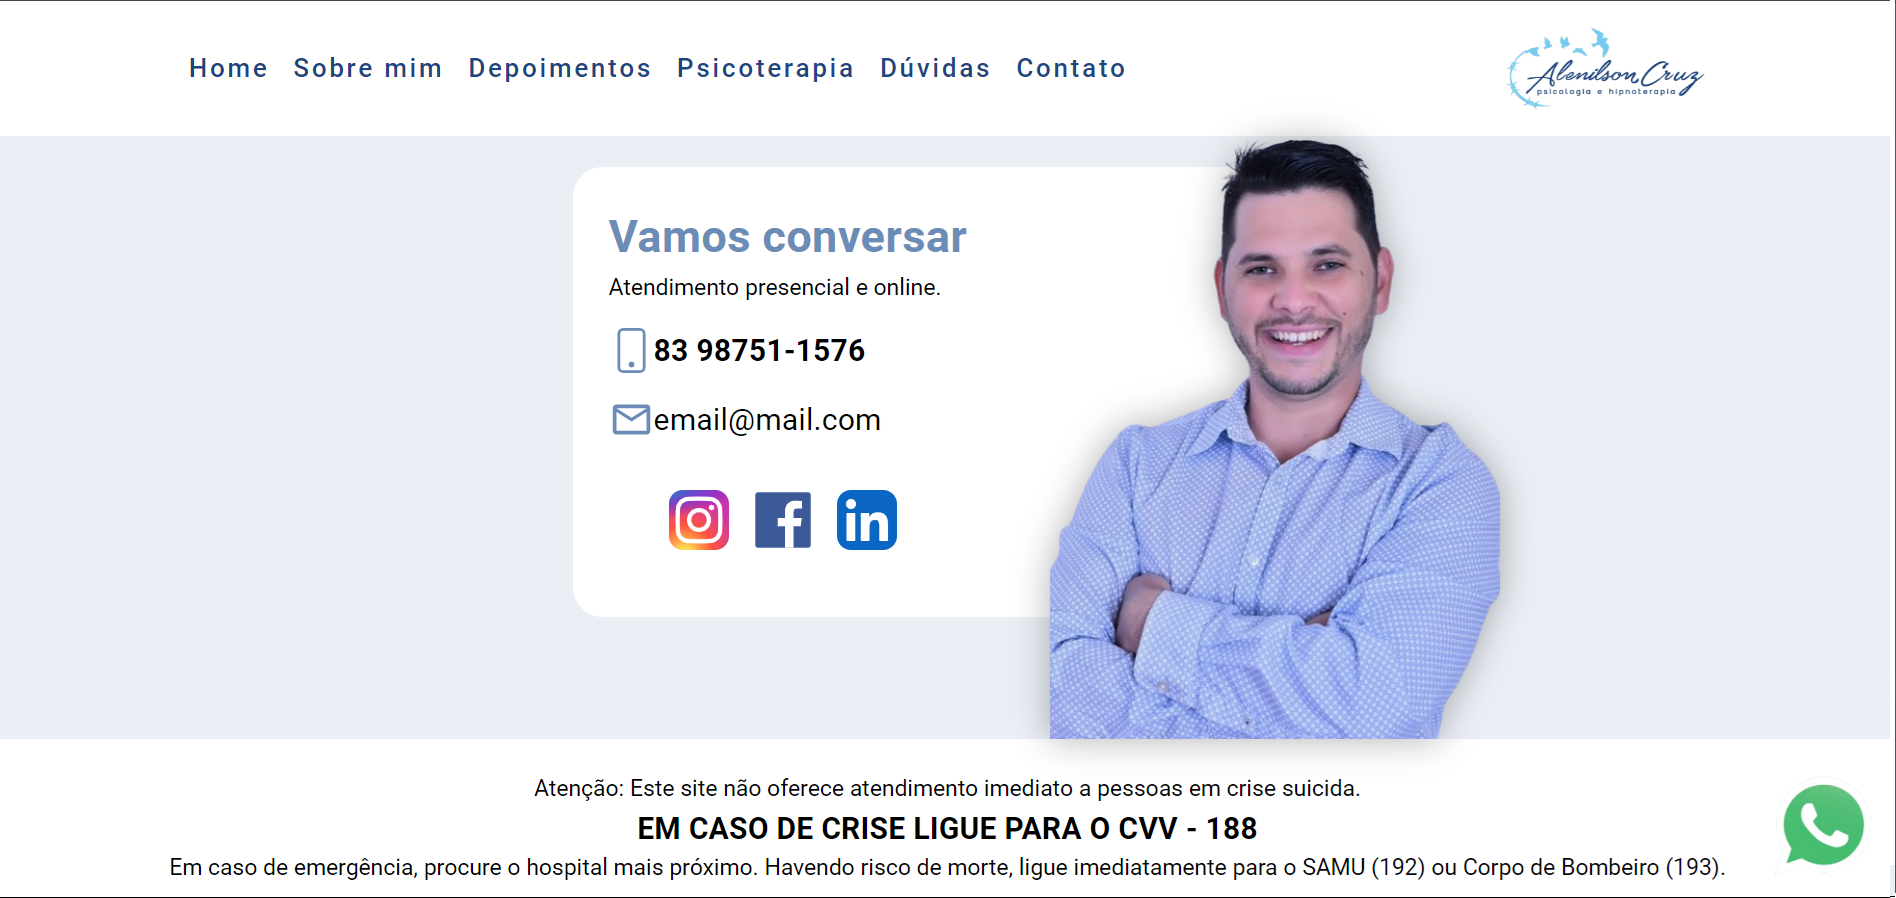 Home Sobre mim Depoimentos Psicoterapia Dúvidas Contato
Alenilson Cruz
psicologia e hipnoterapia
Vamos conversar
Atendimento presencial e online.
83 98751-1576
email@mail.com
in
Atenção: Este site não oferece atendimento imediato a pessoas em crise suicida.
EM CASO DE CRISE LIGUE PARA O CVV - 188
Em caso de emergência, procure o hospital mais próximo. Havendo risco de morte, ligue imediatamente para o SAMU (192) ou Corpo de Bombeiro (193).